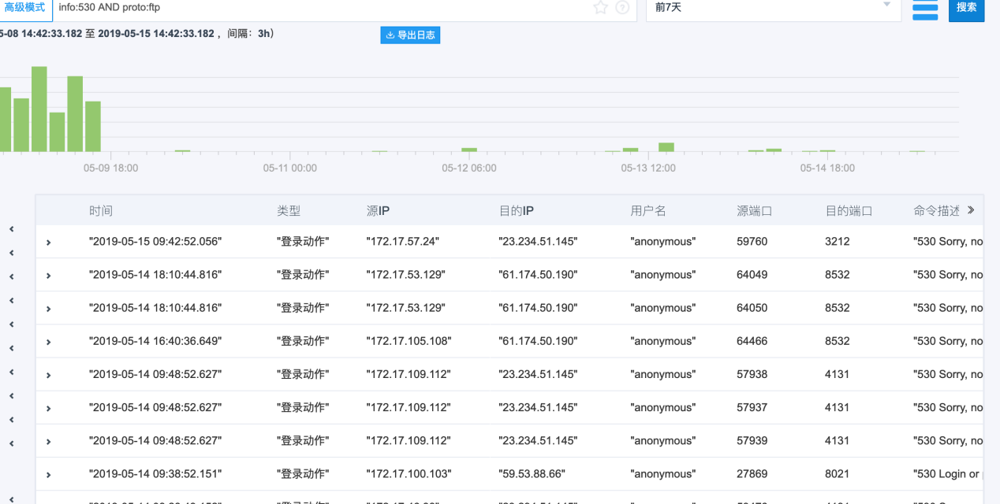 高级模式 info:530 AND proto:ftp 前7天 搜索
5-08 14:42:33.182 至 2019-05-15 14:42:33.182 ，间隔：3h） 导出日志
05-09 18:00 05-11 00:00 05-12 06:00 05-13 12:00 05-14 18:00
时间 类型 源IP 目的IP 用户名 源端口 目的端口 命令描述
"2019-05-15 09:42:52.056" "登录动作" "172.17.57.24" "23.234.51.145" "anonymous" 59760 3212 "530 Sorry, no
"2019-05-14 18:10:44.816" "登录动作" "172.17.53.129" "61.174.50.190" "anonymous" 64049 8532 "530 Sorry, no
"2019-05-14 18:10:44.816" "登录动作" "172.17.53.129" "61.174.50.190" "anonymous" 64050 8532 "530 Sorry, no
"2019-05-14 16:40:36.649" "登录动作" "172.17.105.108" "61.174.50.190" "anonymous" 64466 8532 "530 Sorry, no
"2019-05-14 09:48:52.627" "登录动作" "172.17.109.112" "23.234.51.145" "anonymous" 57938 4131 "530 Sorry, no
"2019-05-14 09:48:52.627" "登录动作" "172.17.109.112" "23.234.51.145" "anonymous" 57937 4131 "530 Sorry, no
"2019-05-14 09:48:52.627" "登录动作" "172.17.109.112" "23.234.51.145" "anonymous" 57939 4131 "530 Sorry, no
"2019-05-14 09:38:52.151" "登录动作" "172.17.100.103" "59.53.88.66" "anonymous" 27869 8021 "530 Login or